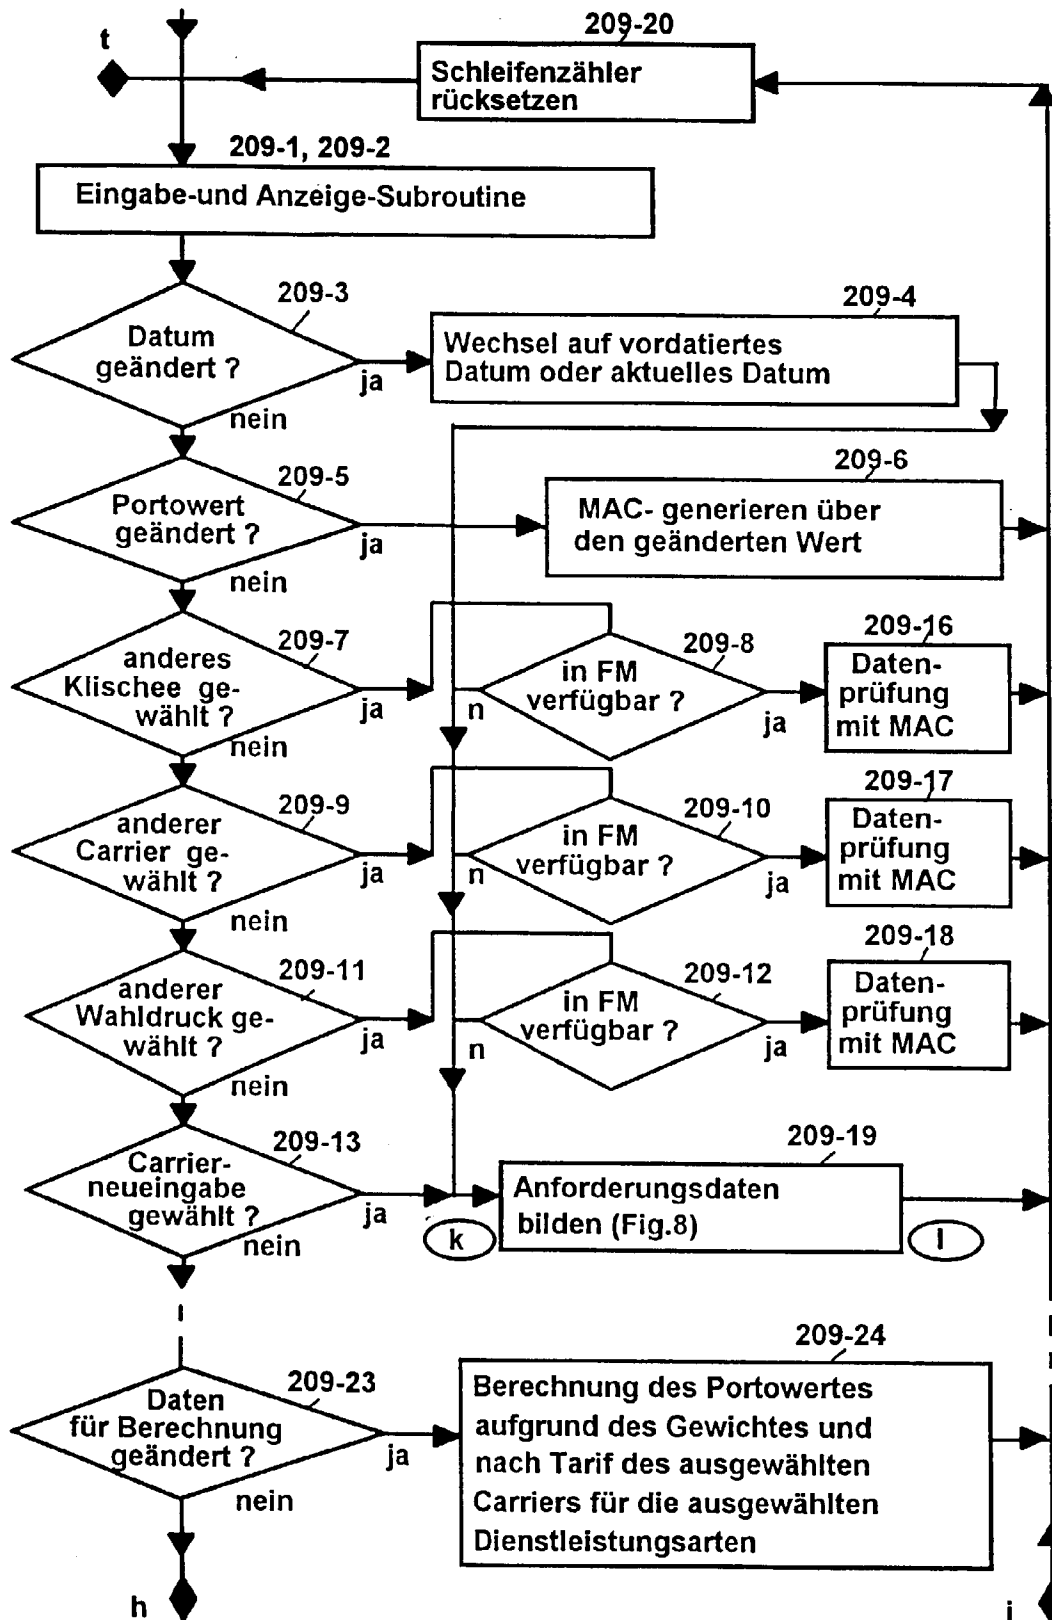 t
209-20
Schleifenzähler
rücksetzen
209-1, 209-2
Eingabe-und Anzeige-Subroutine
209-3
Datum
geändert ?
ja
nein
209-4
Wechsel auf vordatiertes
Datum oder aktuelles Datum
209-5
Portowert
geändert ?
ja
nein
209-6
MAC- generieren über
den geänderten Wert
209-7
anderes
Klischee ge-
wählt ?
ja
nein
209-8
in FM
verfügbar ?
n
ja
209-16
Daten-
prüfung
mit MAC
209-9
anderer
Carrier ge-
wählt ?
ja
nein
209-10
in FM
verfügbar ?
n
ja
209-17
Daten-
prüfung
mit MAC
209-11
anderer
Wahldruck ge-
wählt ?
ja
nein
209-12
in FM
verfügbar ?
n
ja
209-18
Daten-
prüfung
mit MAC
209-13
Carrier-
neueingabe
gewählt ?
ja
nein
k
209-19
Anforderungsdaten
bilden (Fig.8)
l
209-23
Daten
für Berechnung
geändert ?
ja
nein
209-24
Berechnung des Portowertes
aufgrund des Gewichtes und
nach Tarif des ausgewählten
Carriers für die ausgewählten
Dienstleistungsarten
h
i